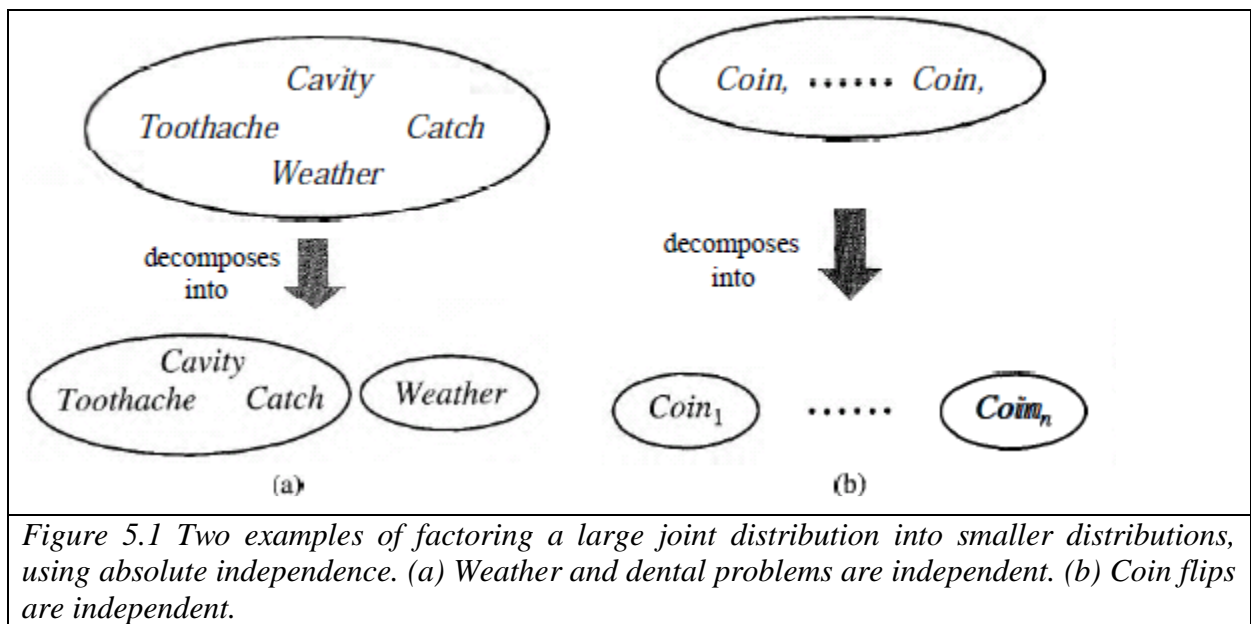 Cavity
Toothache Catch
Weather
decomposes
into
Cavity
Toothache Catch
Weather
(a)
Coin, ...... Coin,
decomposes
into
Coin₁ ...... Coinₙ
(b)
Figure 5.1 Two examples of factoring a large joint distribution into smaller distributions,
using absolute independence. (a) Weather and dental problems are independent. (b) Coin flips
are independent.